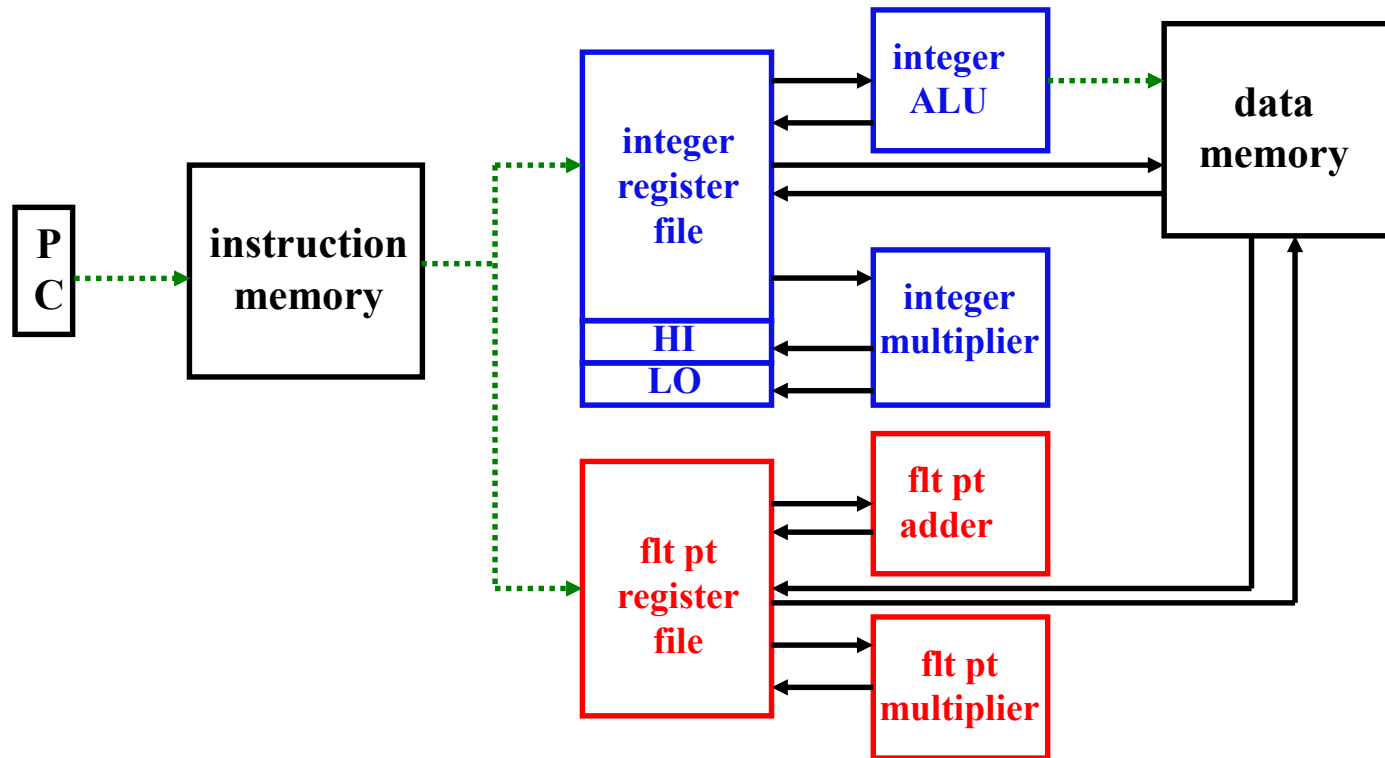 P
C
instruction
memory
integer
register
file
HI
LO
integer
ALU
data
memory
integer
multiplier
flt pt
register
file
flt pt
adder
flt pt
multiplier